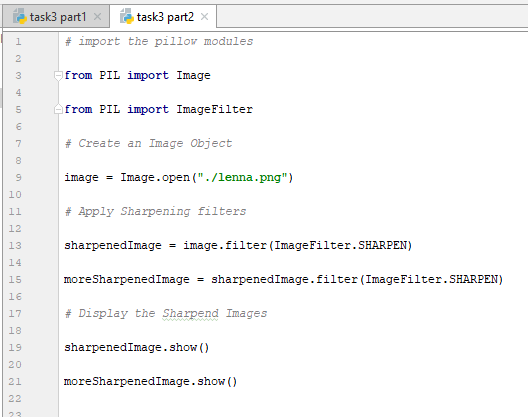 task3 part1 task3 part2
1 # import the pillow modules
2
3 from PIL import Image
4
5 from PIL import ImageFilter
6
7 # Create an Image Object
8
9 image = Image.open("./lenna.png")
10
11 # Apply Sharpening filters
12
13 sharpenedImage = image.filter(ImageFilter.SHARPEN)
14
15 moreSharpenedImage = sharpenedImage.filter(ImageFilter.SHARPEN)
16
17 # Display the Sharpend Images
18
19 sharpenedImage.show()
20
21 moreSharpenedImage.show()
22
23